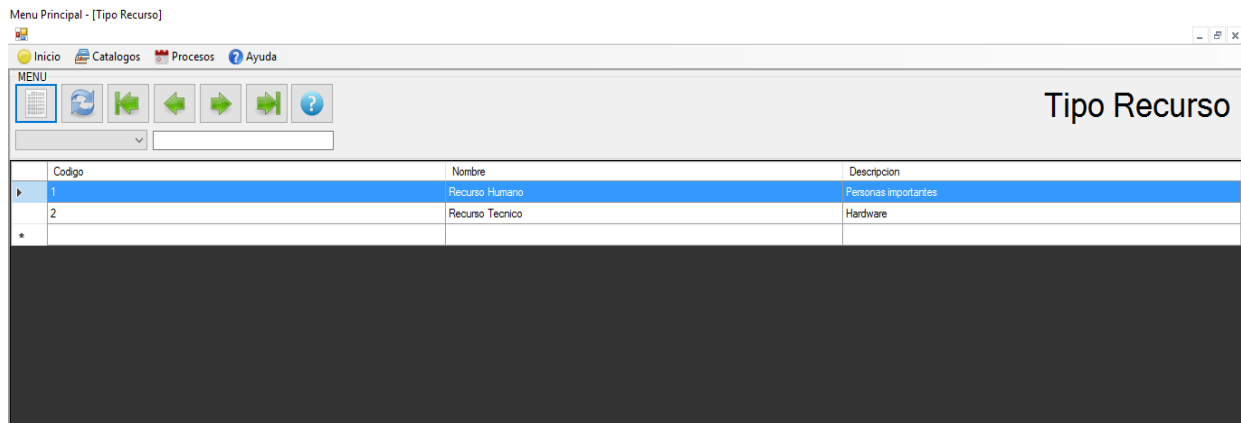 Menu Principal - [Tipo Recurso]
Inicio Catalogos Procesos Ayuda
MENU
Tipo Recurso
Codigo Nombre Descripcion
1 Recurso Humano Personas importantes
2 Recurso Tecnico Hardware